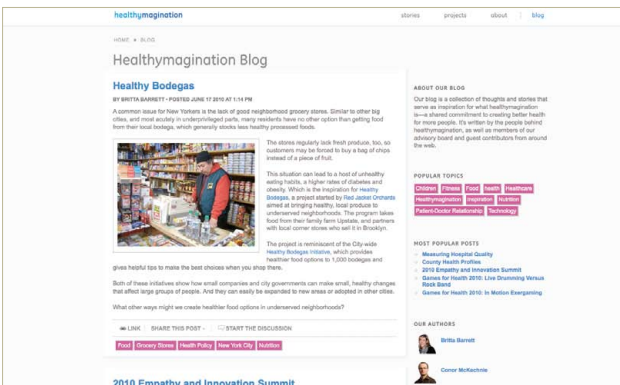 healthymagination
stories projects about blog
HOME BLOG
Healthymagination Blog
Healthy Bodegas
BY BRITTA BARRETT - POSTED JUNE 17 2010 AT 1:14 PM
A common issue for New Yorkers is the lack of good neighborhood grocery stores. Similar to other big
cities, and most acutely in underprivileged parts, many residents have no other option than getting food
from their local bodega, which generally stocks less healthy processed foods.
The stores regularly lack fresh produce, too, so
customers may be forced to buy a bag of chips
instead of a piece of fruit.
This situation can lead to a host of unhealthy
eating habits, a higher rates of diabetes and
obesity. Which is the inspiration for Healthy
Bodegas, a project started by Red Jacket Orchards
aimed at bringing healthy, local produce to
underserved neighborhoods. The program takes
food from their family farm Upstate, and partners
with local corner stores who sell it in Brooklyn.
The project is reminiscent of the City-wide
Healthy Bodegas Initiative, which provides
healthier food options to 1,000 bodegas and
gives helpful tips to make the best choices when you shop there.
Both of these initiatives show how small companies and city governments can make small, healthy changes
that affect large groups of people. And they can easily be expanded to new areas or adopted in other cities.
What other ways might we create healthier food options in underserved neighborhoods?
LINK SHARE THIS POST - START THE DISCUSSION
Food Grocery Stores Health Policy New York City Nutrition
2010 Empathy and Innovation Summit
ABOUT OUR BLOG
Our blog is a collection of thoughts and stories that
serve as inspiration for what healthymagination
is—a shared commitment to creating better health
for more people. It's written by the people behind
healthymagination, as well as members of our
advisory board and guest contributors from around
the web.
POPULAR TOPICS
Children Fitness Food health Healthcare
Healthymagination Inspiration Nutrition
Patient-Doctor Relationship Technology
MOST POPULAR POSTS
Measuring Hospital Quality
County Health Profiles
2010 Empathy and Innovation Summit
Games for Health 2010: Live Drumming Versus
Rock Band
Games for Health 2010: In Motion Exergaming
OUR AUTHORS
Britta Barrett
Conor McKechnie